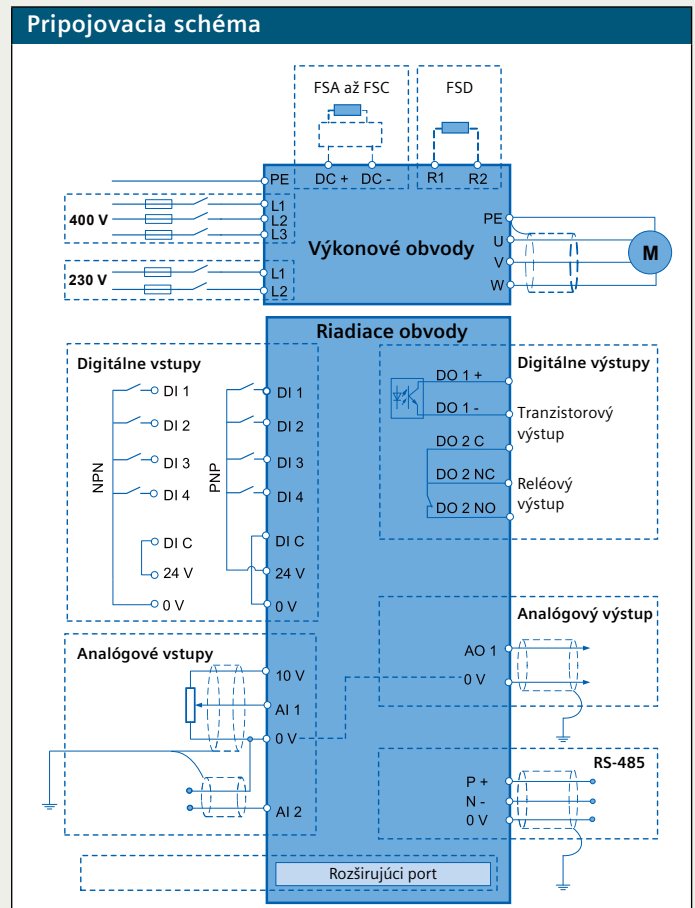 Pripojovacia schéma
FSA až FSC
FSD
PE
DC +
DC -
R1
R2
400 V
L1
L2
L3
230 V
L1
L2
Výkonové obvody
PE
U
V
W
M
Riadiace obvody
Digitálne vstupy
NPN
DI 1
DI 2
DI 3
DI 4
DI C
24 V
0 V
PNP
DI 1
DI 2
DI 3
DI 4
DI C
24 V
0 V
Digitálne výstupy
DO 1 +
DO 1 -
Tranzistorový
výstup
DO 2 C
DO 2 NC
DO 2 NO
Reléový
výstup
Analógové vstupy
10 V
AI 1
0 V
AI 2
Analógový výstup
AO 1
0 V
RS-485
P +
N -
0 V
Rozširujúci port